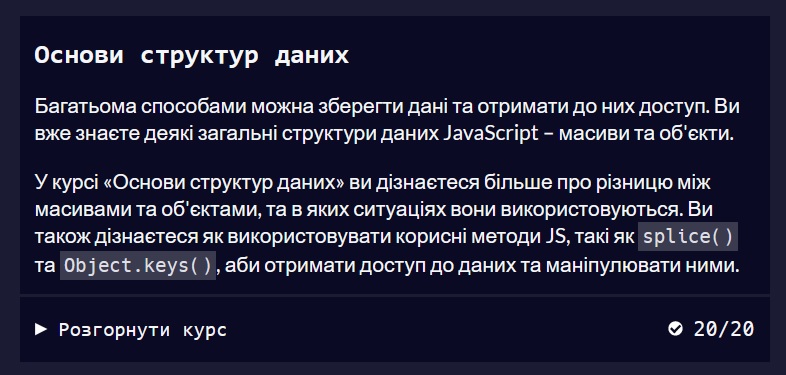 Основи структур даних
Багатьома способами можна зберегти дані та отримати до них доступ. Ви
вже знаєте деякі загальні структури даних JavaScript – масиви та об'єкти.
У курсі «Основи структур даних» ви дізнаєтеся більше про різницю між
масивами та об'єктами, та в яких ситуаціях вони використовуються. Ви
також дізнаєтеся як використовувати корисні методи JS, такі як splice()
та Object.keys(), аби отримати доступ до даних та маніпулювати ними.
Розгорнути курс 20/20